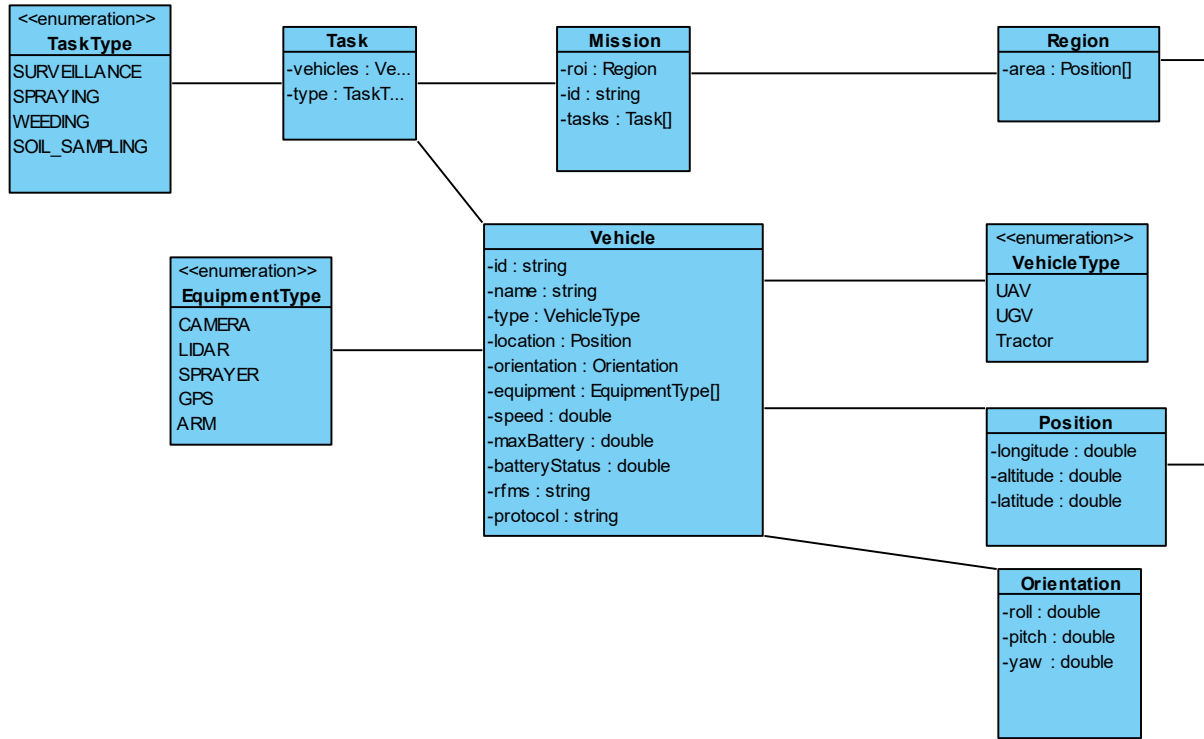 <<enumeration>>
TaskType
SURVEILLANCE
SPRAYING
WEEDING
SOIL_SAMPLING
Task
-vehicles : Ve...
-type : TaskT...
Mission
-roi : Region
-id : string
-tasks : Task[]
Region
-area : Position[]
<<enumeration>>
EquipmentType
CAMERA
LIDAR
SPRAYER
GPS
ARM
Vehicle
-id : string
-name : string
-type : VehicleType
-location : Position
-orientation : Orientation
-equipment : EquipmentType[]
-speed : double
-maxBattery : double
-batteryStatus : double
-rfms : string
-protocol : string
<<enumeration>>
VehicleType
UAV
UGV
Tractor
Position
-longitude : double
-altitude : double
-latitude : double
Orientation
-roll : double
-pitch : double
-yaw : double